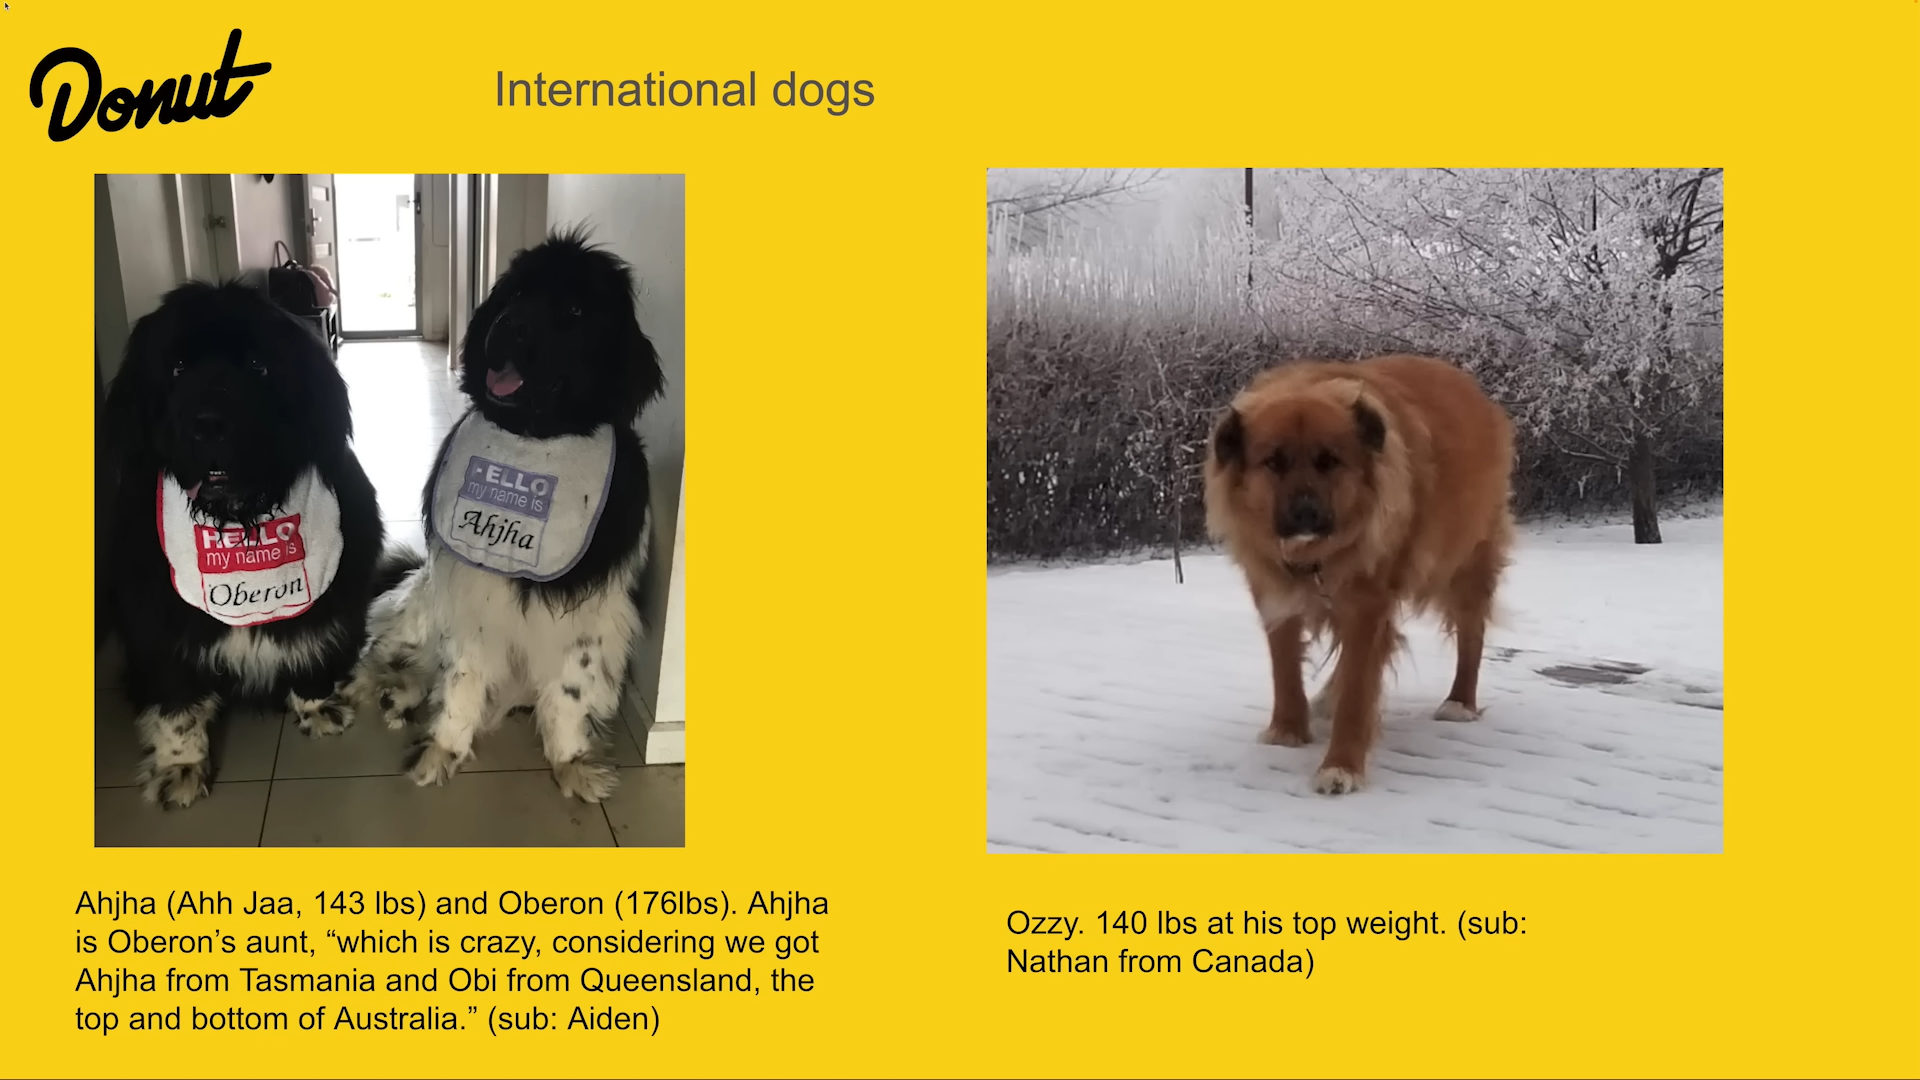 Donut
International dogs
HELLO
my name is
Oberon
HELLO
my name is
Ahjha
Ahjha (Ahh Jaa, 143 lbs) and Oberon (176lbs). Ahjha
is Oberon’s aunt, “which is crazy, considering we got
Ahjha from Tasmania and Obi from Queensland, the
top and bottom of Australia.” (sub: Aiden)
Ozzy. 140 lbs at his top weight. (sub:
Nathan from Canada)